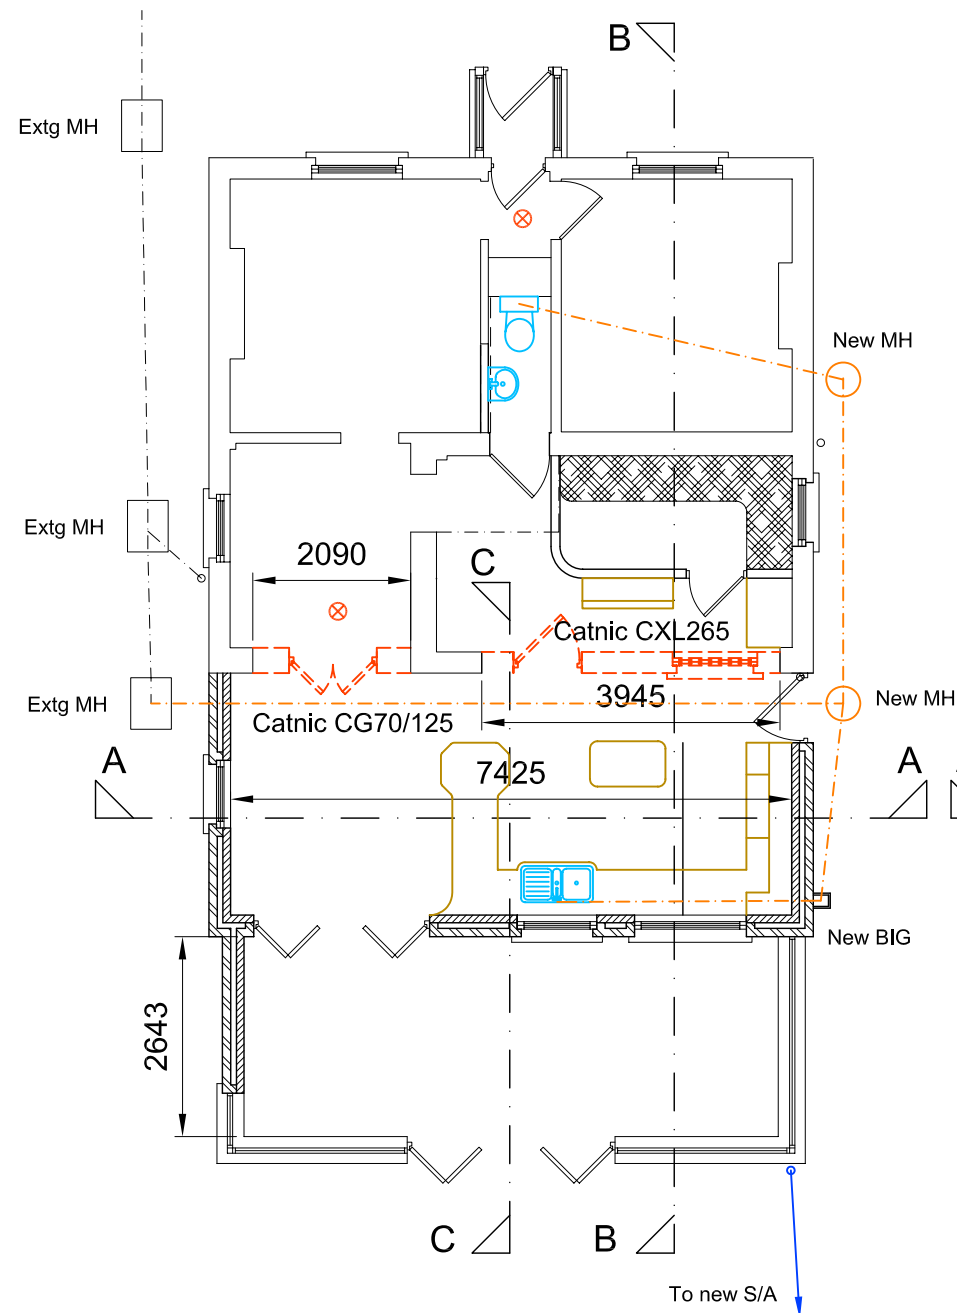 B
Extg MH
New MH
Extg MH
2090
C
Catnic CXL265
Extg MH
3945
New MH
Catnic CG70/125
A
7425
A
New BIG
2643
C
B
To new S/A